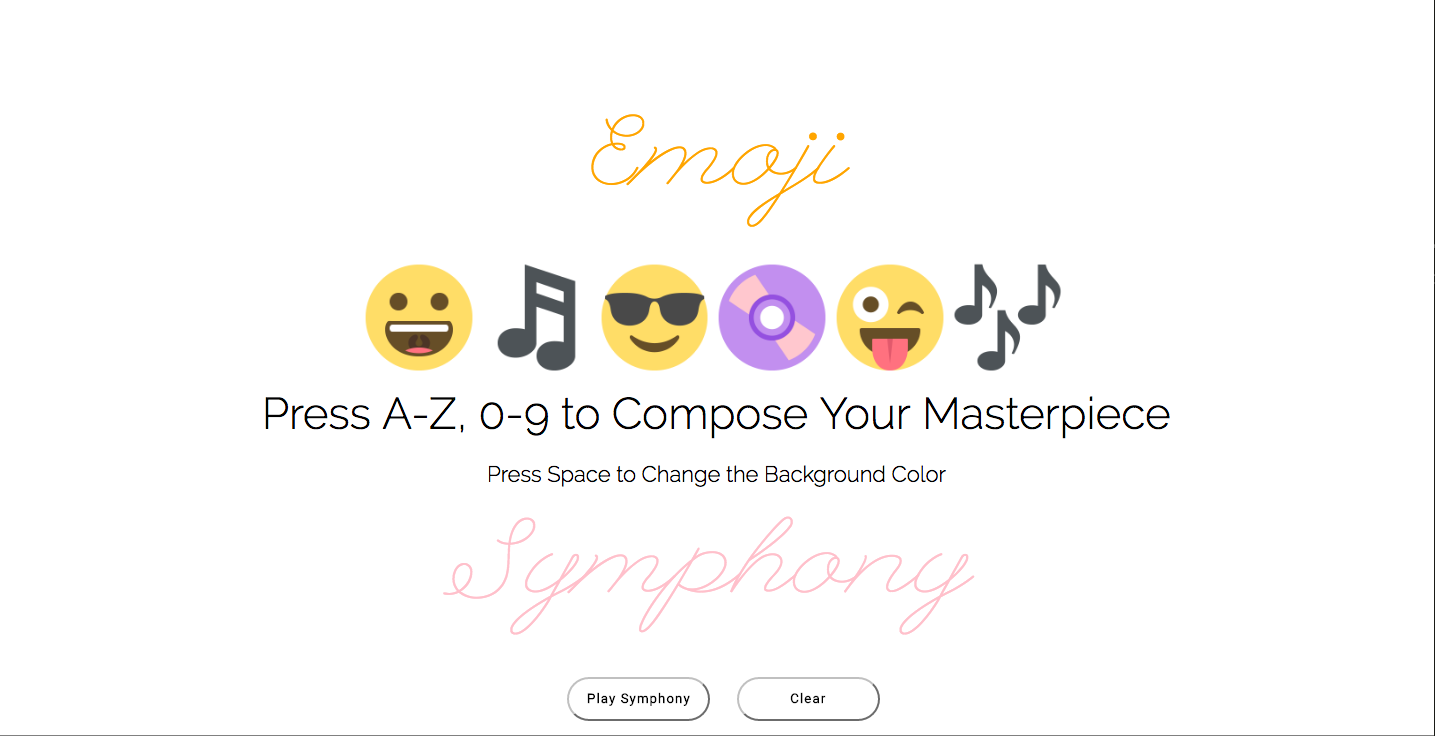 Emoji
Press A-Z, 0-9 to Compose Your Masterpiece
Press Space to Change the Background Color
Symphony
Play Symphony
Clear